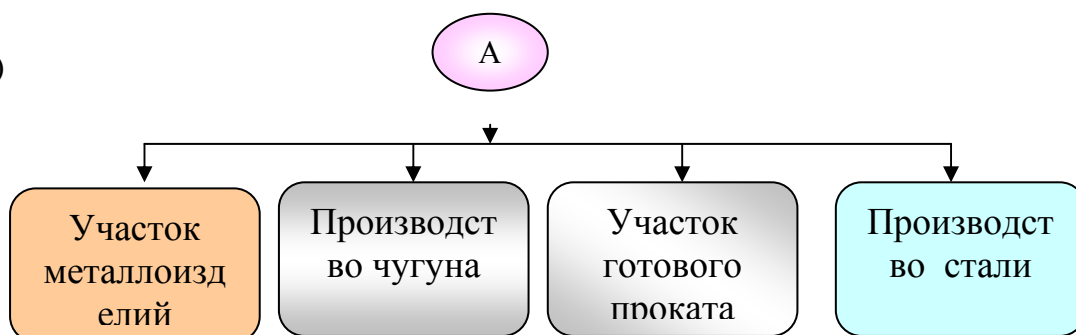 )
А
Участок
металлоизд
елий
Производст
во чугуна
Участок
готового
проката
Производст
во стали